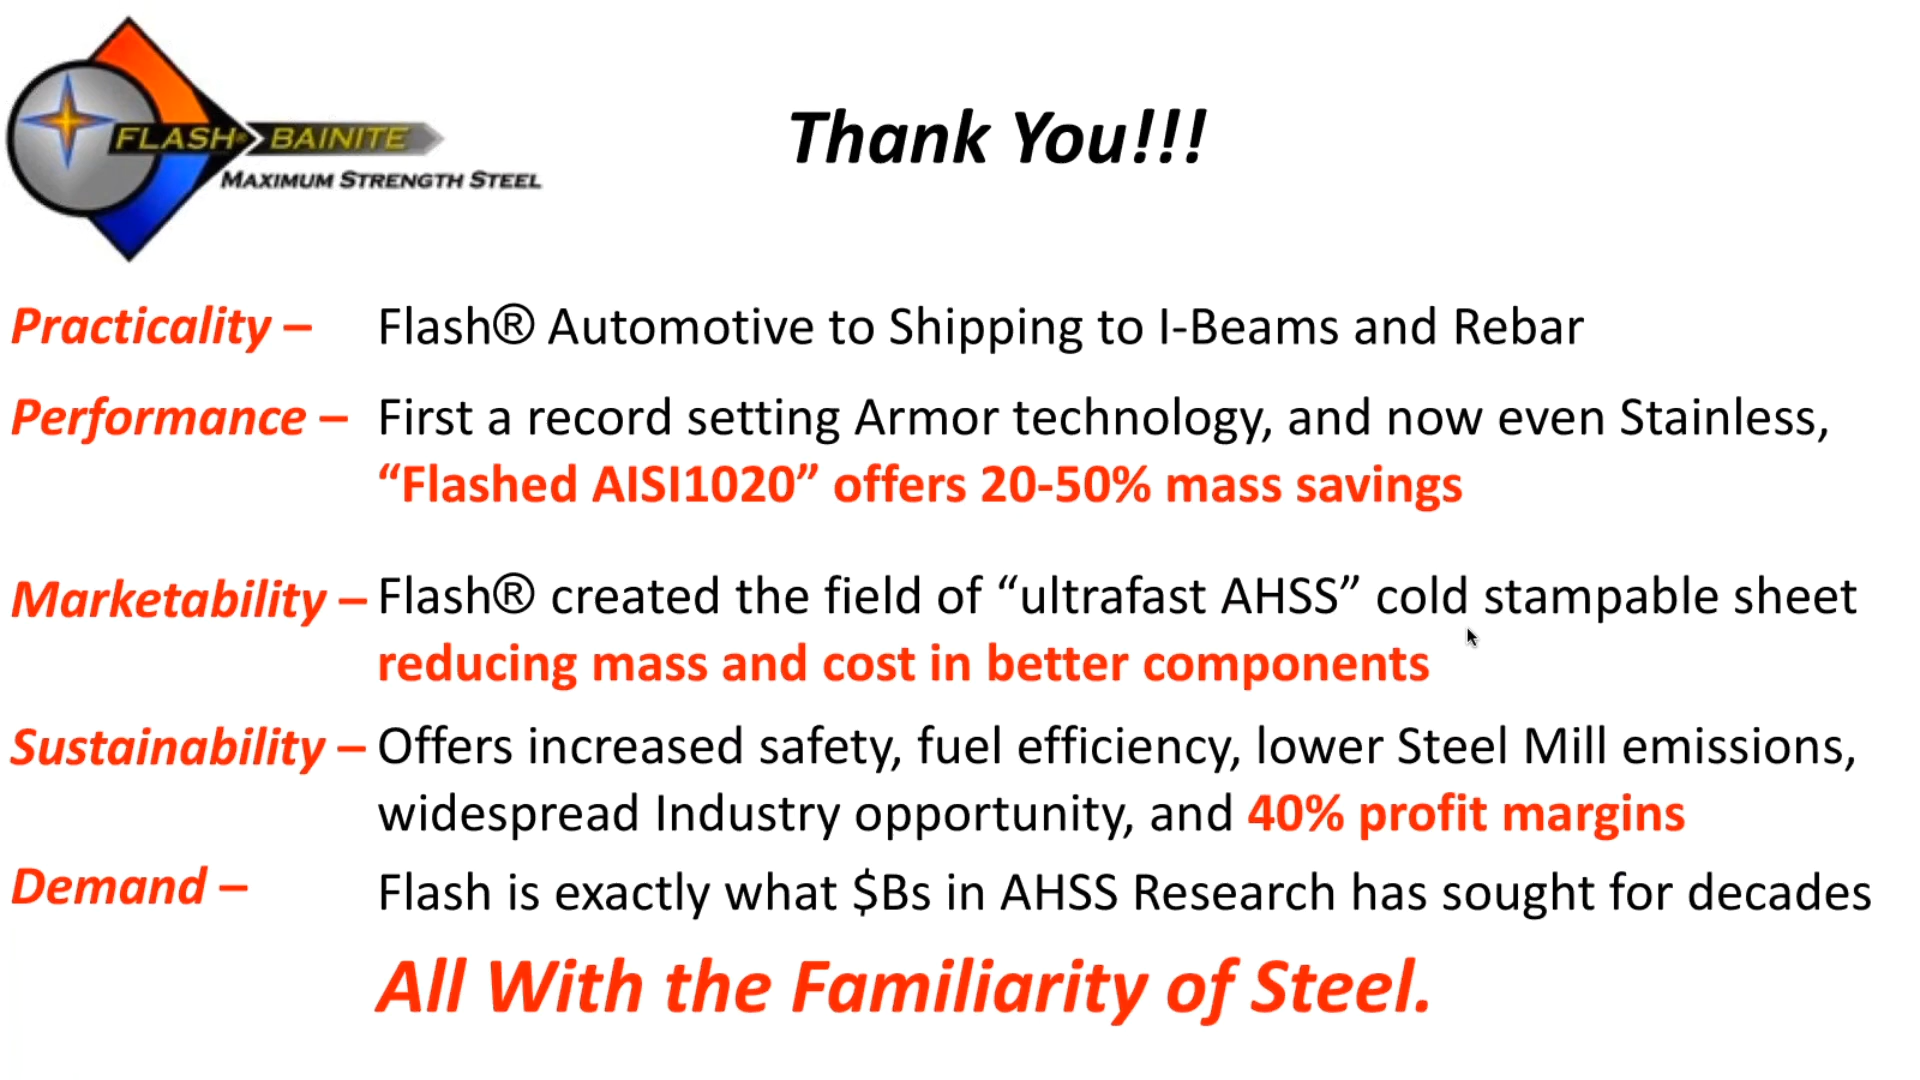 FLASH® BAINITE
MAXIMUM STRENGTH STEEL
Thank You!!!
Practicality – Flash® Automotive to Shipping to I-Beams and Rebar
Performance – First a record setting Armor technology, and now even Stainless,
“Flashed AISI1020” offers 20-50% mass savings
Marketability – Flash® created the field of “ultrafast AHSS” cold stampable sheet
reducing mass and cost in better components
Sustainability – Offers increased safety, fuel efficiency, lower Steel Mill emissions,
widespread Industry opportunity, and 40% profit margins
Demand – Flash is exactly what $Bs in AHSS Research has sought for decades
All With the Familiarity of Steel.